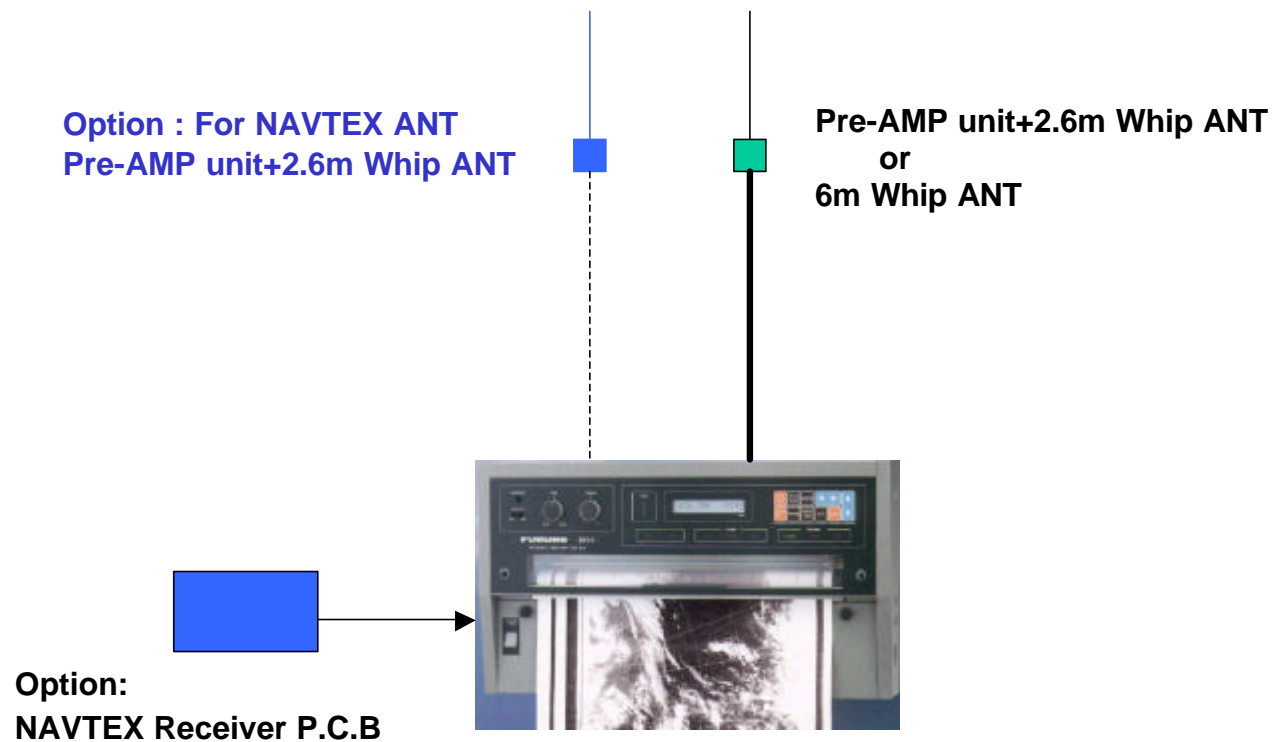 Option : For NAVTEX ANT
Pre-AMP unit+2.6m Whip ANT
Pre-AMP unit+2.6m Whip ANT
or
6m Whip ANT
FURUNO
Option:
NAVTEX Receiver P.C.B